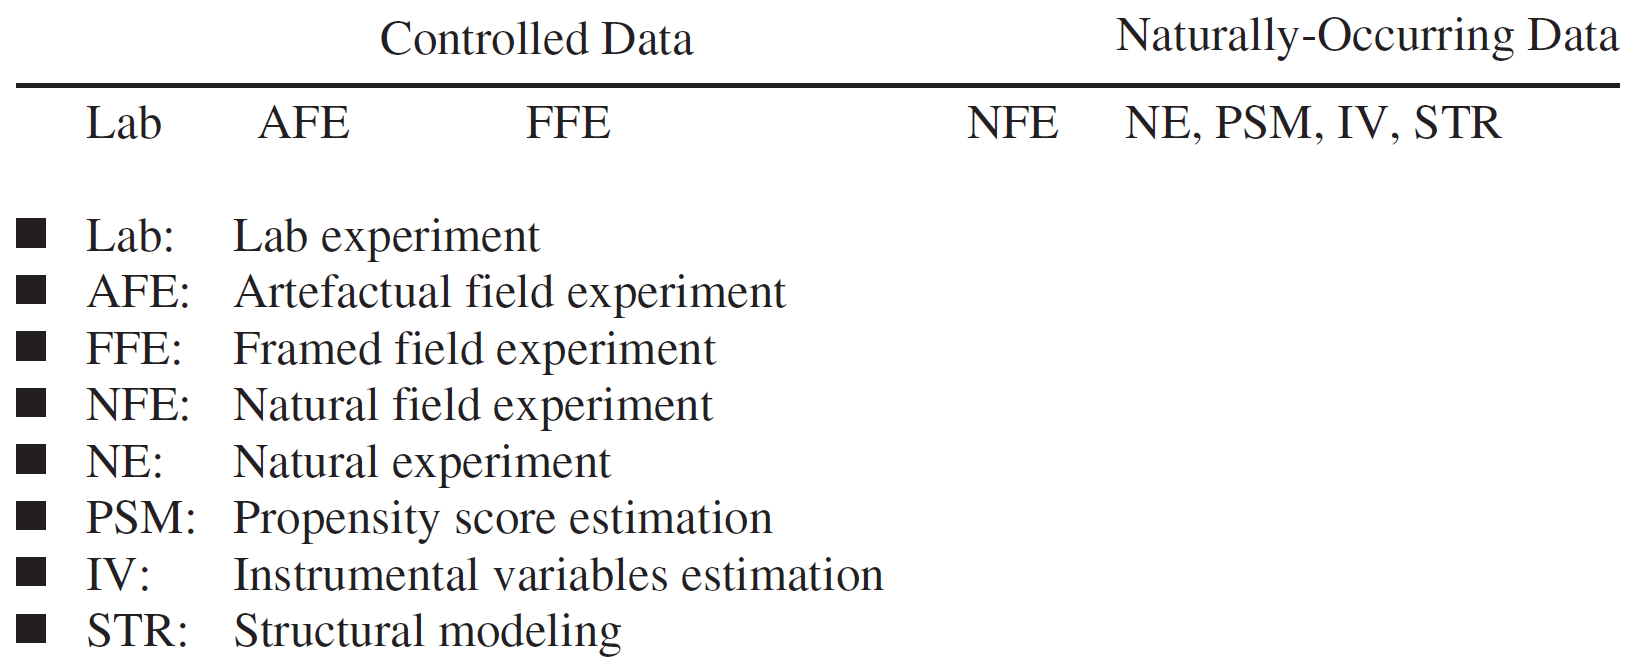 Controlled Data Naturally-Occurring Data
Lab AFE FFE NFE NE, PSM, IV, STR
■ Lab: Lab experiment
■ AFE: Artefactual field experiment
■ FFE: Framed field experiment
■ NFE: Natural field experiment
■ NE: Natural experiment
■ PSM: Propensity score estimation
■ IV: Instrumental variables estimation
■ STR: Structural modeling